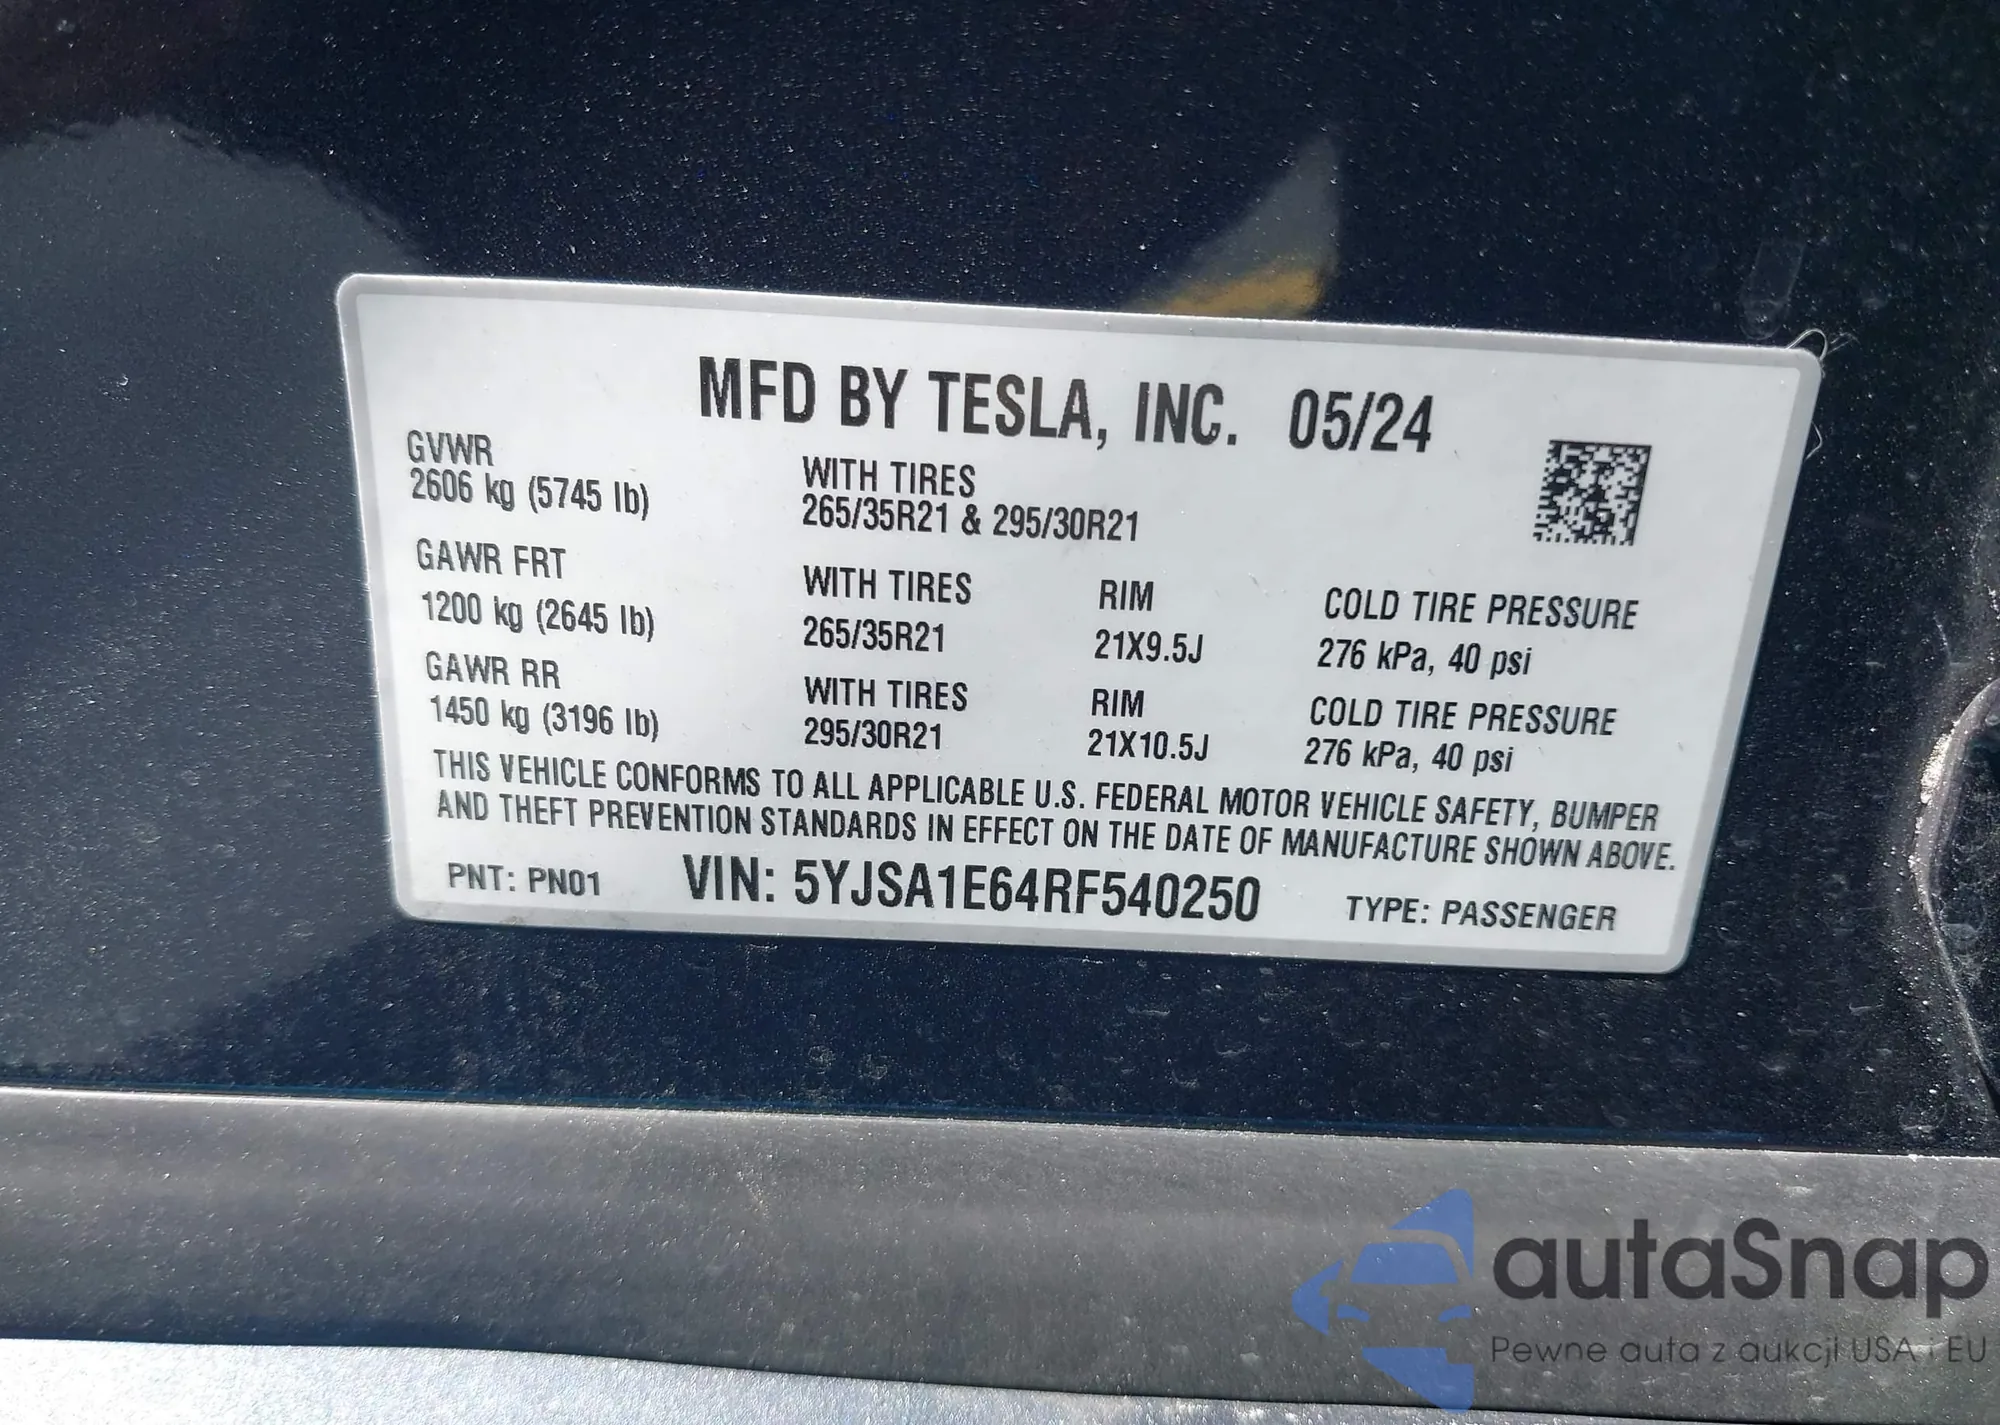 MFD BY TESLA, INC. 05/24
GVWR
2606 kg (5745 lb)
WITH TIRES
265/35R21 & 295/30R21
GAWR FRT
1200 kg (2645 lb)
WITH TIRES
265/35R21
RIM
21X9.5J
COLD TIRE PRESSURE
276 kPa, 40 psi
GAWR RR
1450 kg (3196 lb)
WITH TIRES
295/30R21
RIM
21X10.5J
COLD TIRE PRESSURE
276 kPa, 40 psi
THIS VEHICLE CONFORMS TO ALL APPLICABLE U.S. FEDERAL MOTOR VEHICLE SAFETY, BUMPER
AND THEFT PREVENTION STANDARDS IN EFFECT ON THE DATE OF MANUFACTURE SHOWN ABOVE.
PNT: PN01 VIN: 5YJSA1E64RF540250 TYPE: PASSENGER
autaSnap
Pewne auta z aukcji USA i EU